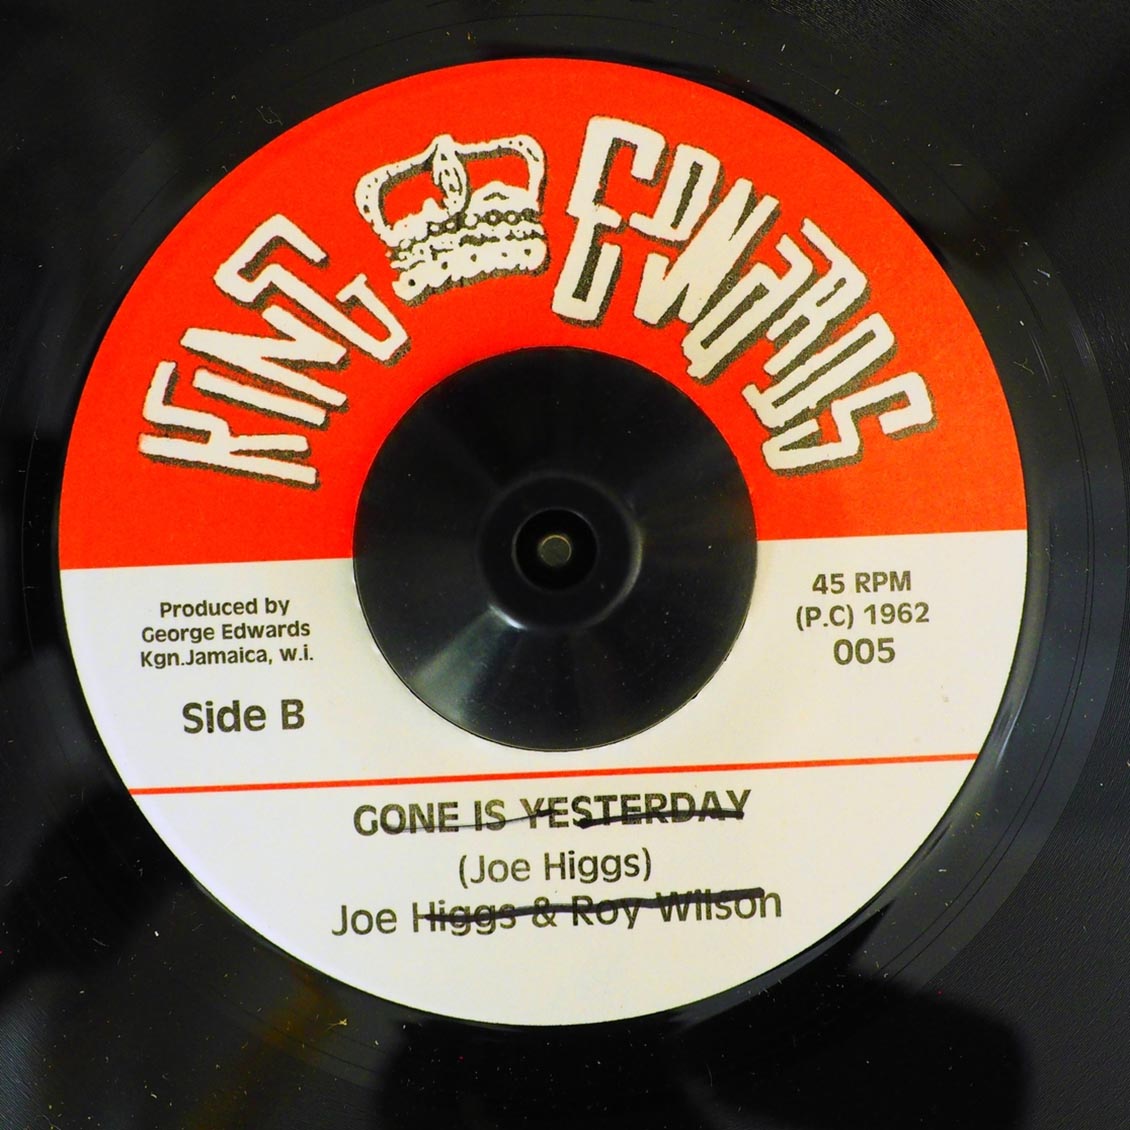 KING EDWARDS
Produced by
George Edwards
Kgn.Jamaica, w.i.
Side B
45 RPM
(P.C) 1962
005
GONE IS YESTERDAY
(Joe Higgs)
Joe Higgs & Roy Wilson